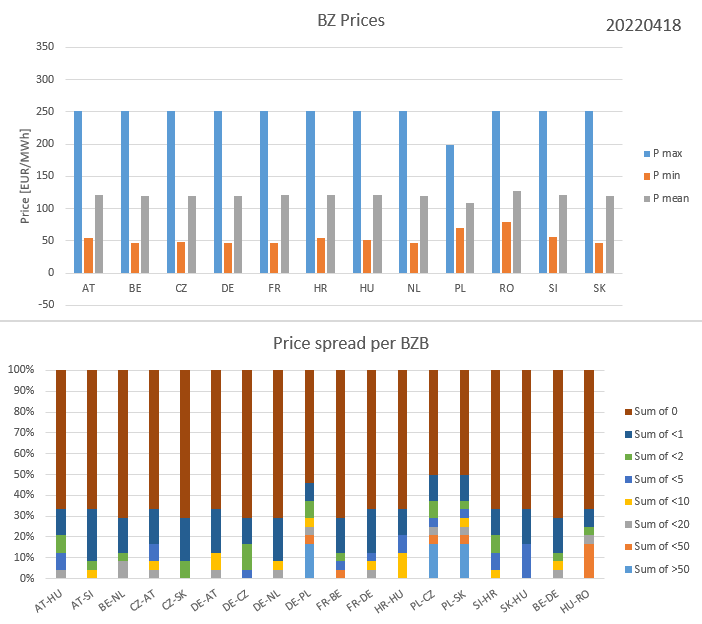 BZ Prices
20220418
350
300
250
200
150
100
50
0
-50
Price [EUR/MWh]
AT BE CZ DE FR HR HU NL PL RO SI SK
P max
P min
P mean
Price spread per BZB
100%
90%
80%
70%
60%
50%
40%
30%
20%
10%
0%
AT-HU AT-SI BE-NL CZ-AT CZ-SK DE-AT DE-CZ DE-NL DE-PL FR-BE FR-DE HR-HU PL-CZ PL-SK SI-HR SK-HU BE-DE HU-RO
Sum of 0
Sum of <1
Sum of <2
Sum of <5
Sum of <10
Sum of <20
Sum of <50
Sum of >50